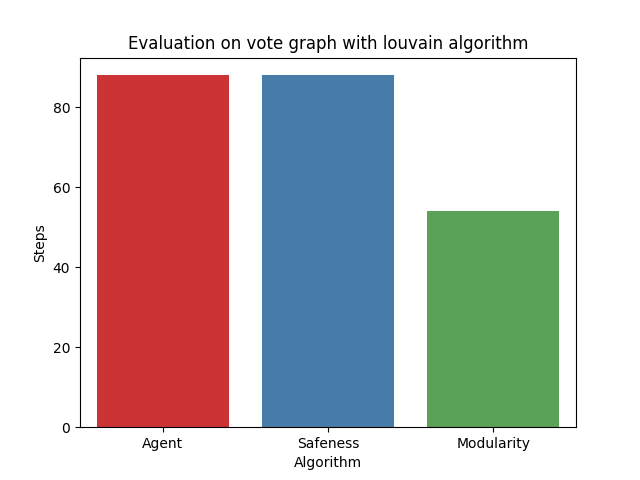 Evaluation on vote graph with louvain algorithm
80
60
40
20
0
Steps
Agent
Safeness
Modularity
Algorithm